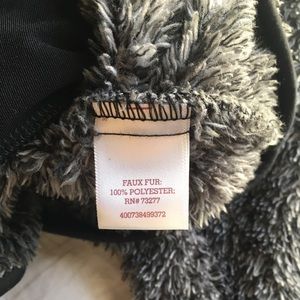 FAUX FUR:
100% POLYESTER;
RN# 73277
400738499372